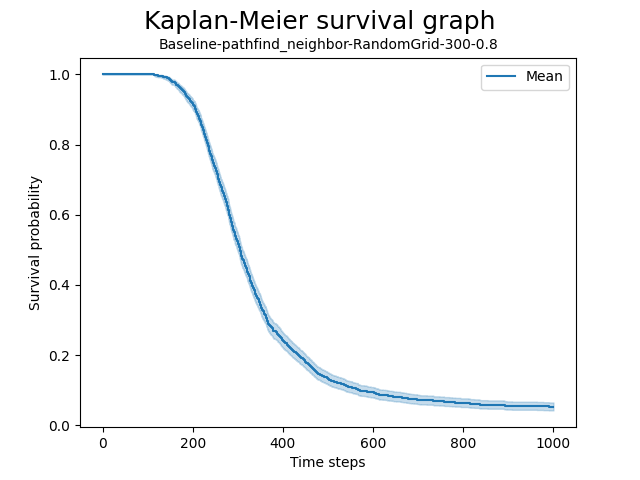 Kaplan-Meier survival graph
Baseline-pathfind_neighbor-RandomGrid-300-0.8
Mean
Survival probability
1.0
0.8
0.6
0.4
0.2
0.0
0 200 400 600 800 1000
Time steps